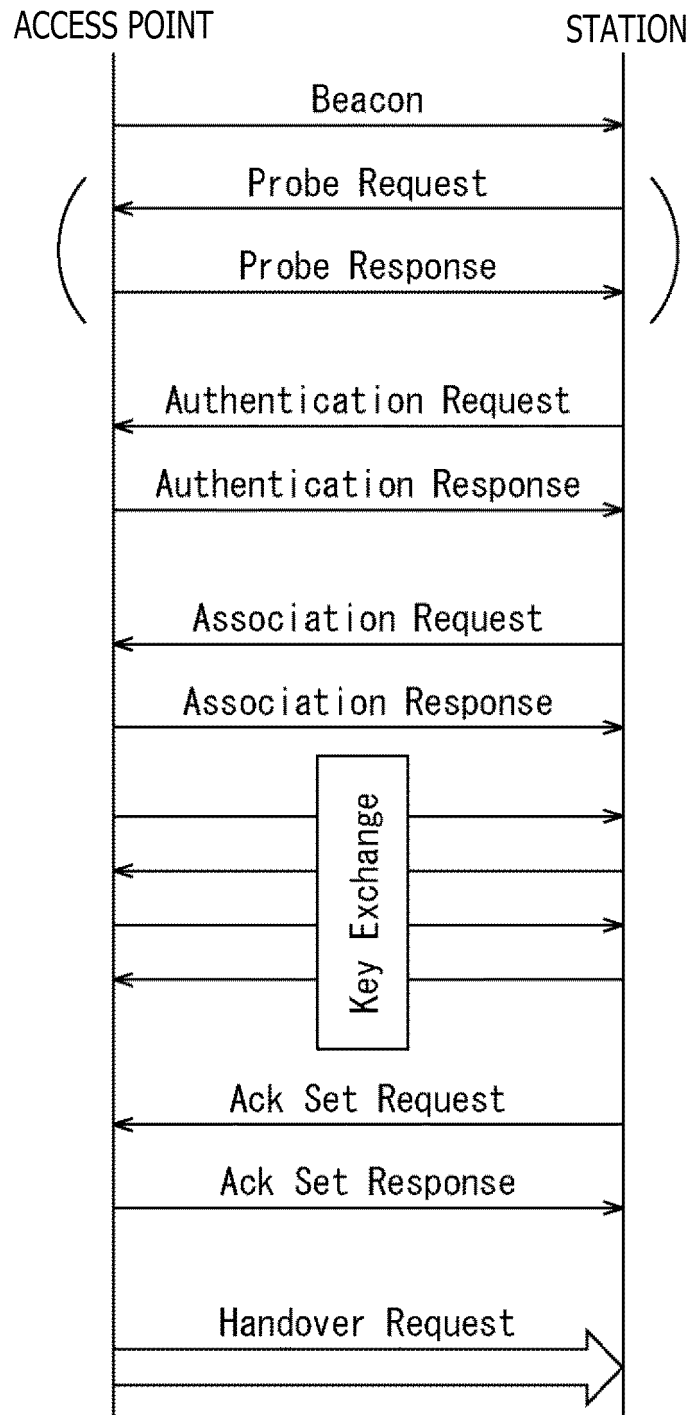 ACCESS POINT
STATION
Beacon
Probe Request
Probe Response
Authentication Request
Authentication Response
Association Request
Association Response
Key Exchange
Ack Set Request
Ack Set Response
Handover Request